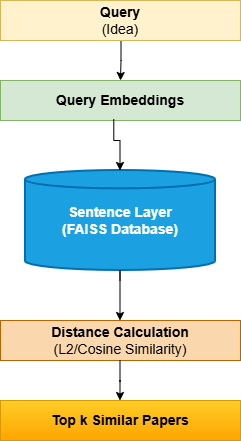 Query
(Idea)
Query Embeddings
Sentence Layer
(FAISS Database)
Distance Calculation
(L2/Cosine Similarity)
Top k Similar Papers